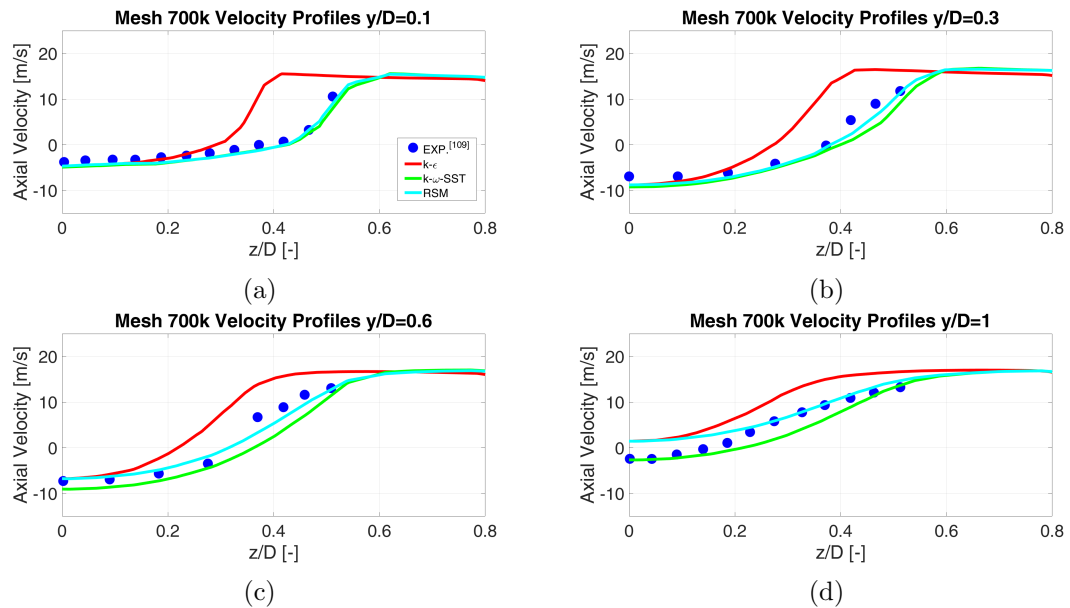 Mesh 700k Velocity Profiles y/D=0.1
Axial Velocity [m/s]
20
10
0
-10
EXP.[109]
k-ϵ
k-ω-SST
RSM
0 0.2 0.4 0.6 0.8
z/D [-]
(a)
Mesh 700k Velocity Profiles y/D=0.3
Axial Velocity [m/s]
20
10
0
-10
0 0.2 0.4 0.6 0.8
z/D [-]
(b)
Mesh 700k Velocity Profiles y/D=0.6
Axial Velocity [m/s]
20
10
0
-10
0 0.2 0.4 0.6 0.8
z/D [-]
(c)
Mesh 700k Velocity Profiles y/D=1
Axial Velocity [m/s]
20
10
0
-10
0 0.2 0.4 0.6 0.8
z/D [-]
(d)